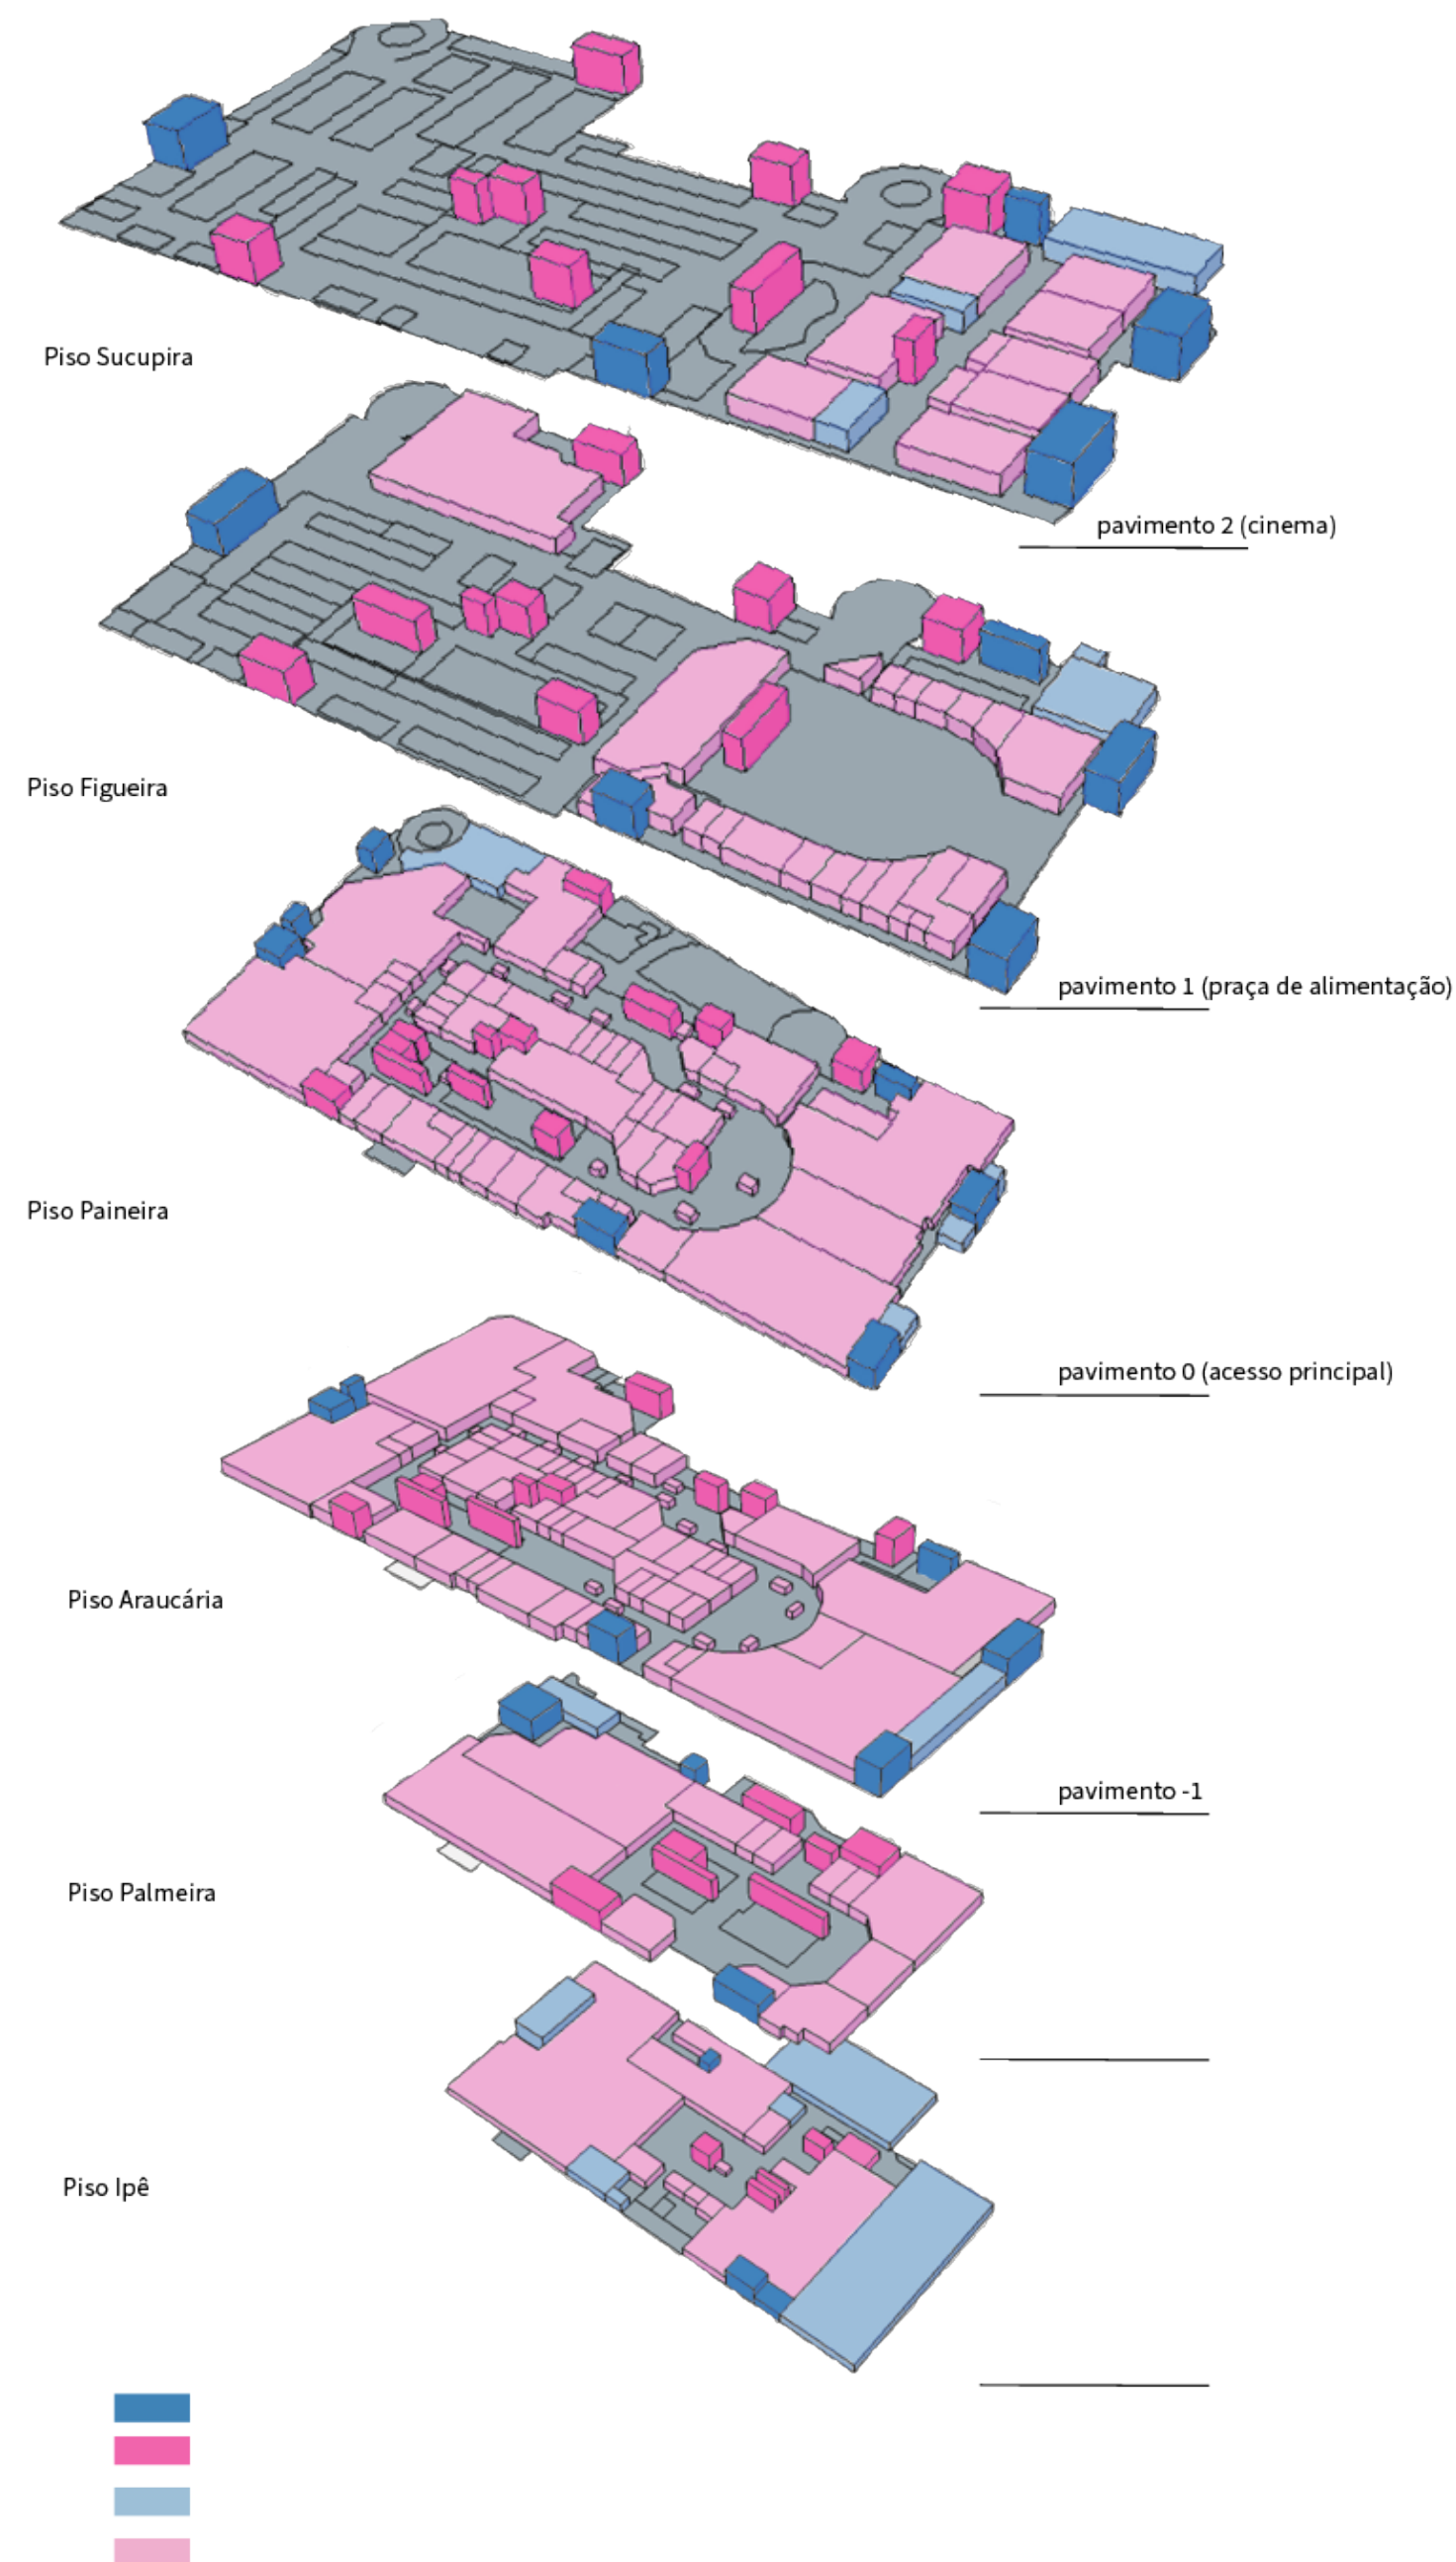 Piso Sucupira
pavimento 2 (cinema)
Piso Figueira
pavimento 1 (praça de alimentação)
Piso Paineira
pavimento 0 (acesso principal)
Piso Araucária
pavimento -1
Piso Palmeira
Piso Ipê